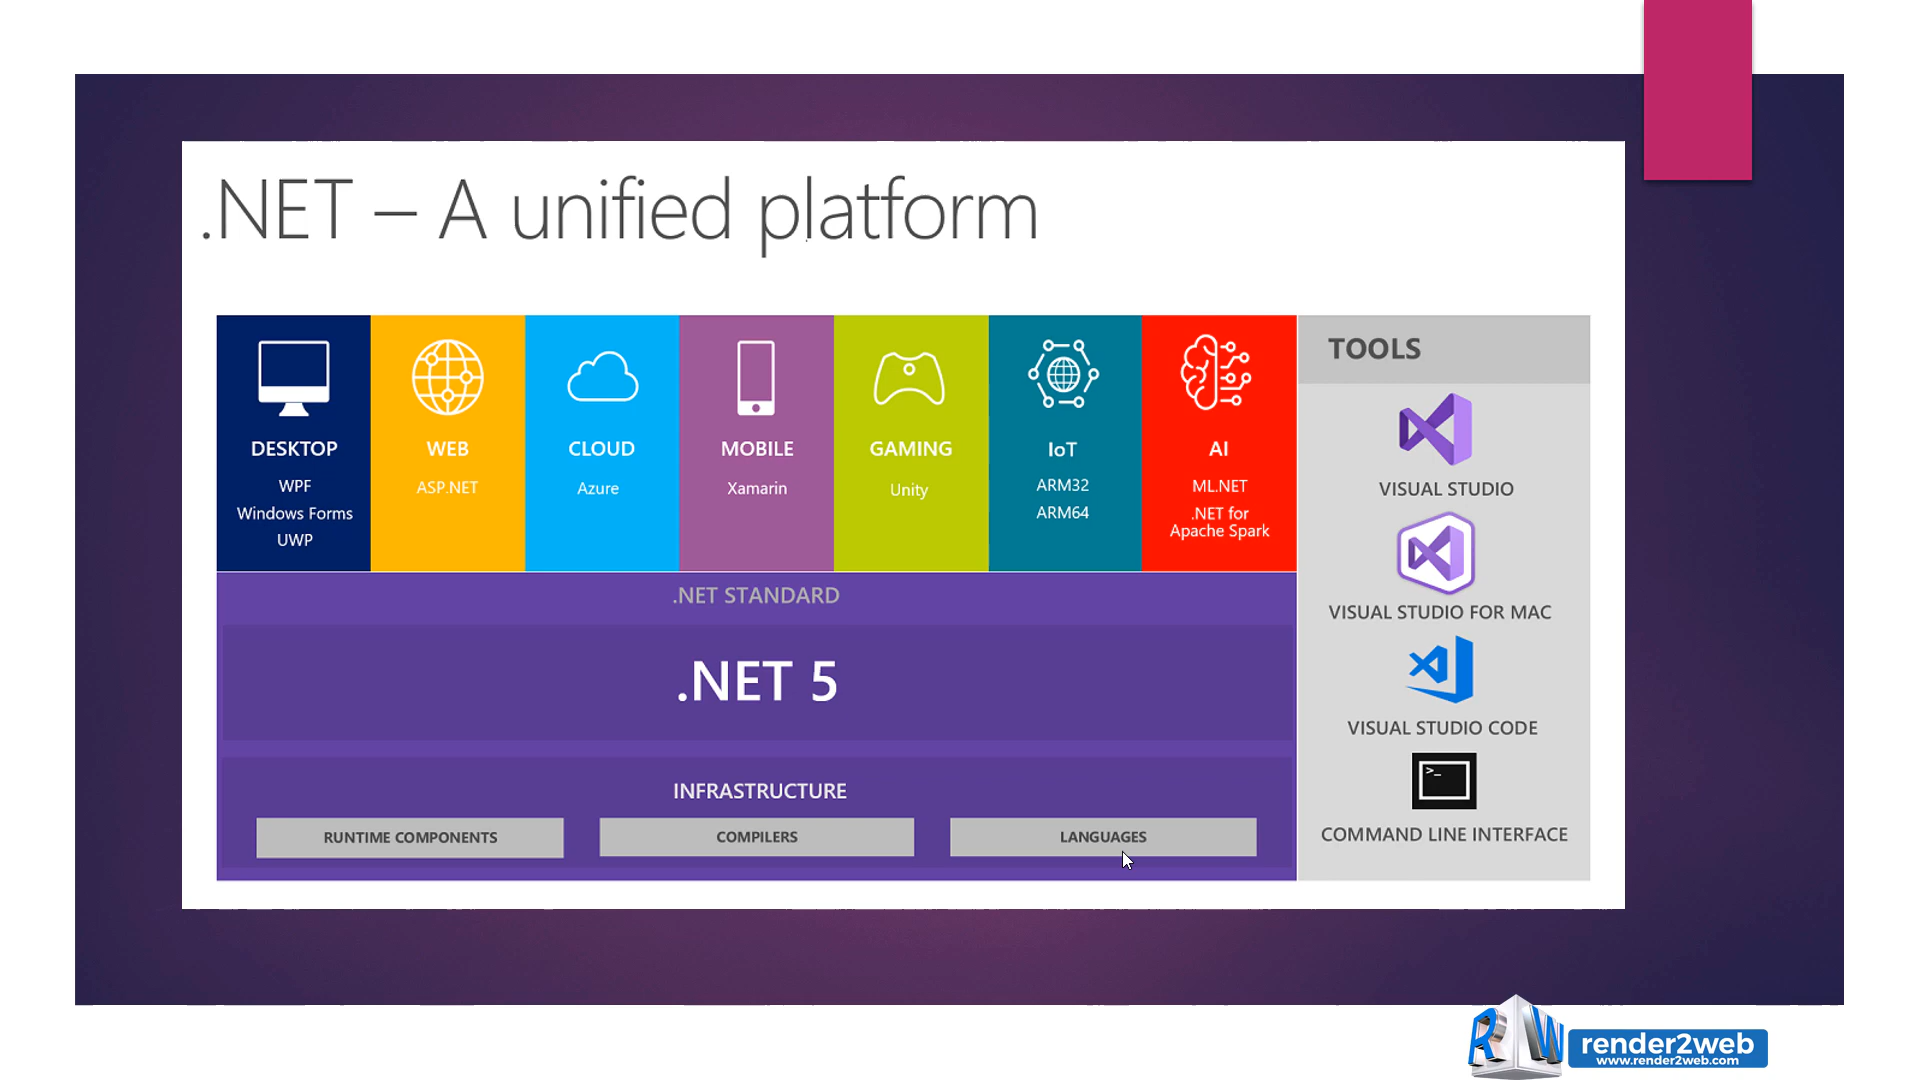 .NET – A unified platform
DESKTOP
WPF
Windows Forms
UWP
WEB
ASP.NET
CLOUD
Azure
MOBILE
Xamarin
GAMING
Unity
IoT
ARM32
ARM64
AI
ML.NET
.NET for
Apache Spark
.NET STANDARD
.NET 5
INFRASTRUCTURE
RUNTIME COMPONENTS
COMPILERS
LANGUAGES
TOOLS
VISUAL STUDIO
VISUAL STUDIO FOR MAC
VISUAL STUDIO CODE
>_
COMMAND LINE INTERFACE
R W
render2web
www.render2web.com